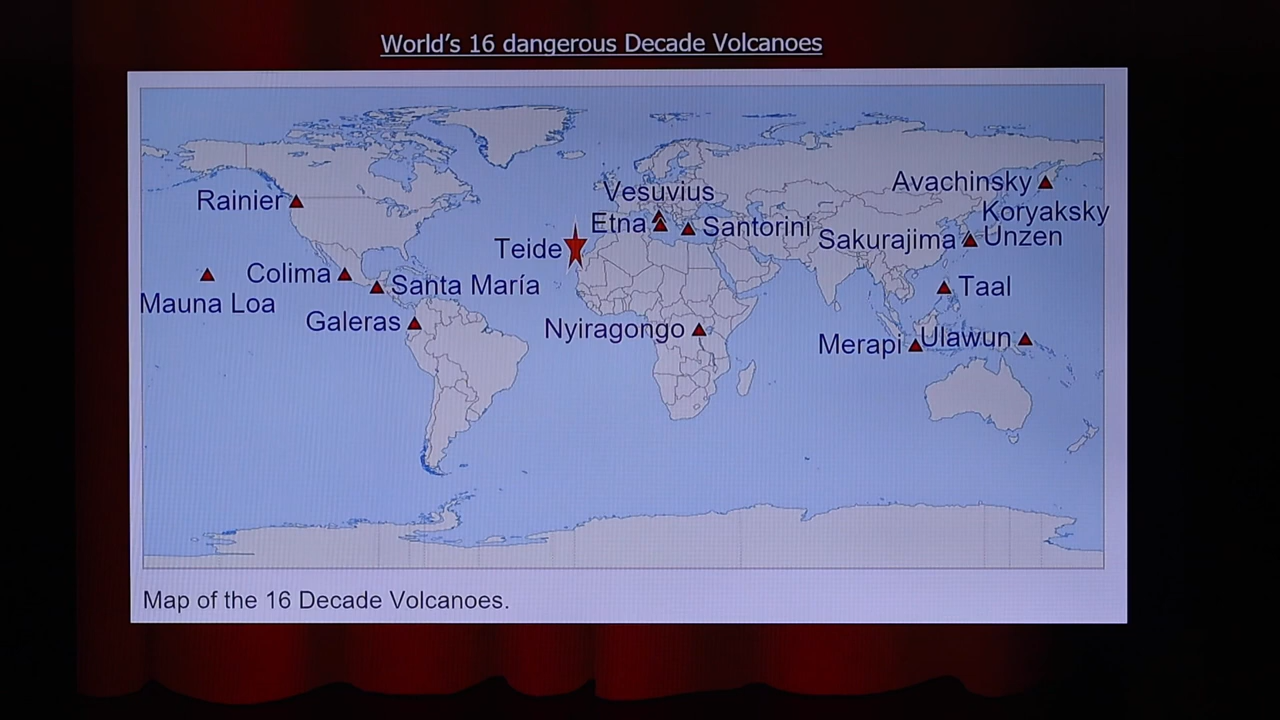 World's 16 dangerous Decade Volcanoes
Avachinsky
Vesuvius
Rainier
Koryaksky
Etna
Santorini
Sakurajima
Unzen
Teide
Colima
Santa María
Taal
Mauna Loa
Galeras
Nyiragongo
Merapi
Ulawun
Map of the 16 Decade Volcanoes.